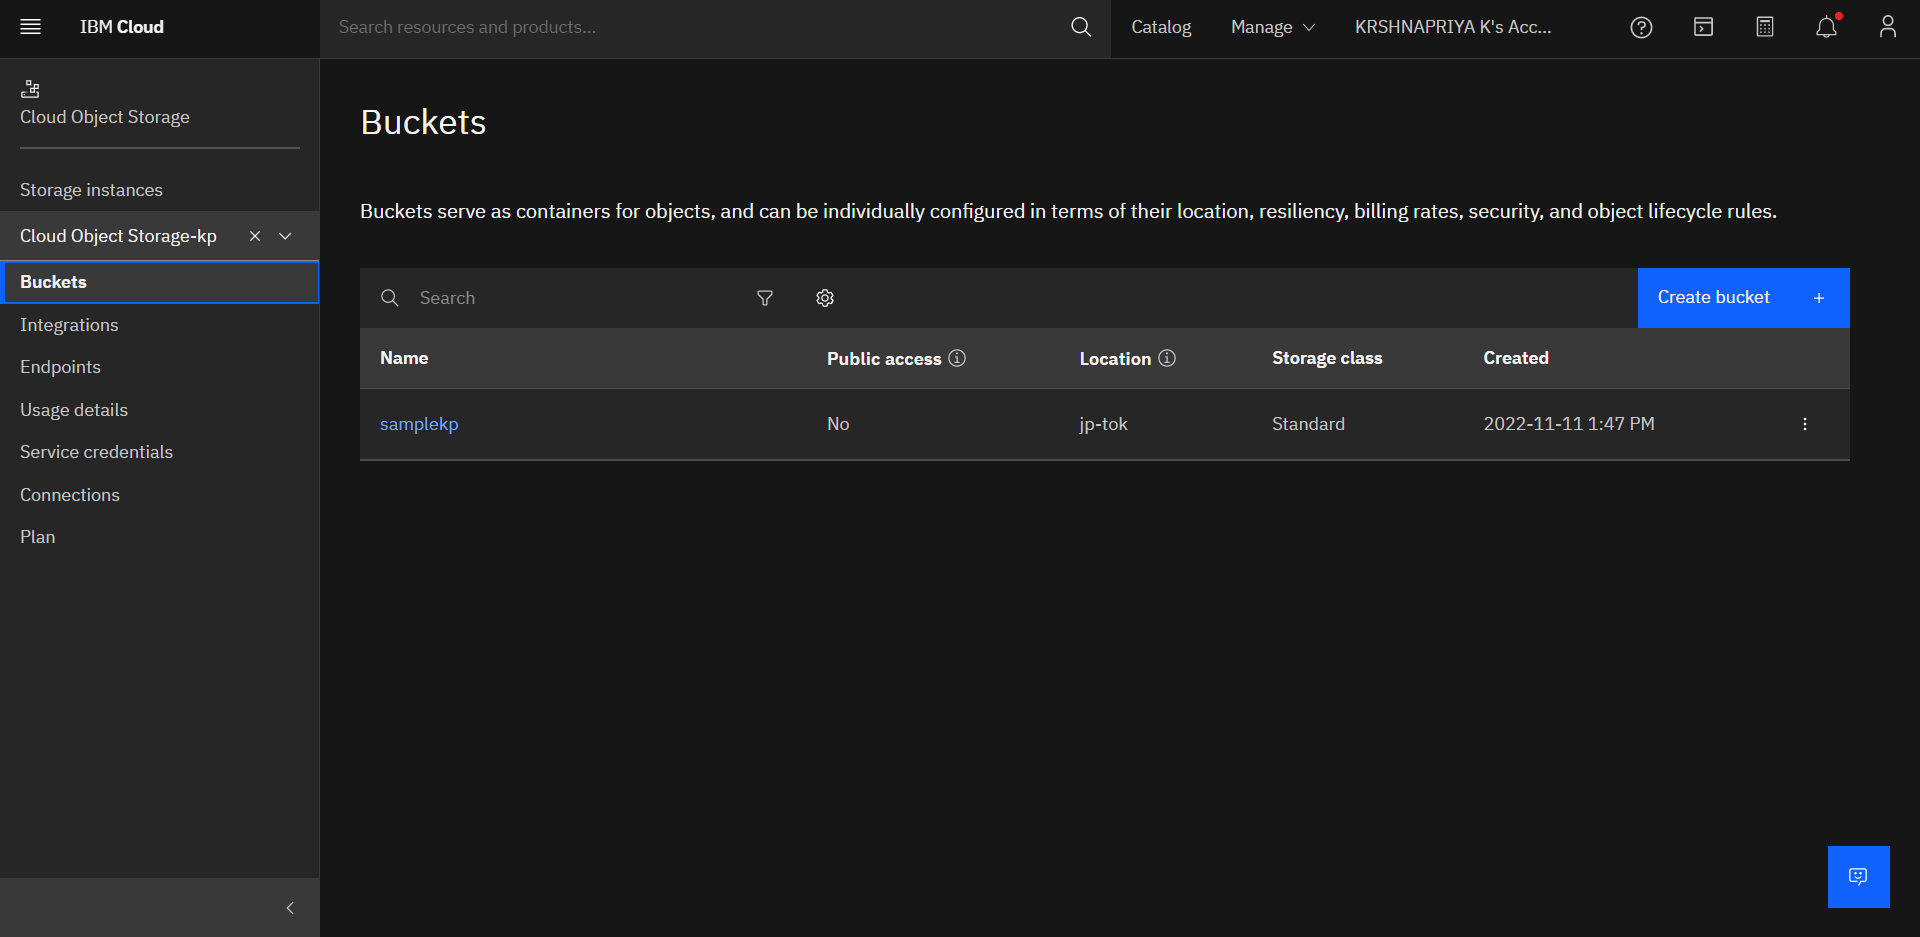 IBM Cloud
Search resources and products...
Catalog
Manage
KRSHNAPRIYA K's Acc...
Cloud Object Storage
Storage instances
Cloud Object Storage-kp
Buckets
Integrations
Endpoints
Usage details
Service credentials
Connections
Plan
Buckets
Buckets serve as containers for objects, and can be individually configured in terms of their location, resiliency, billing rates, security, and object lifecycle rules.
Search
Create bucket +
Name Public access Location Storage class Created
samplekp No jp-tok Standard 2022-11-11 1:47 PM